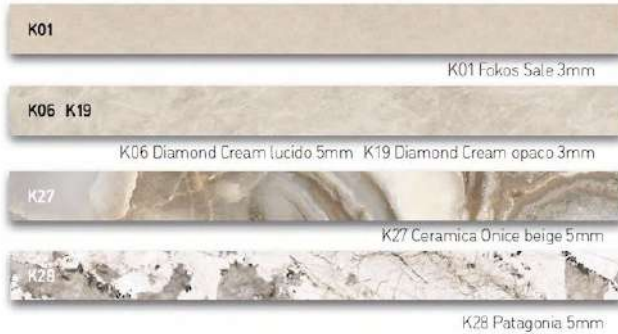 K01
K01 Fokos Sale 3mm
K06 K19
K06 Diamond Cream lucido 5mm K19 Diamond Cream opaco 3mm
K27
K27 Ceramica Onice beige 5mm
K28
K28 Patagonia 5mm